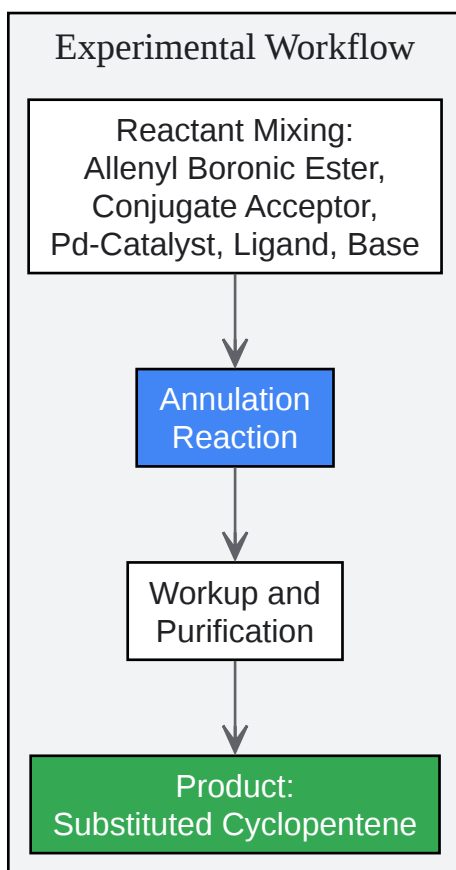 Experimental Workflow
Reactant Mixing:
Allenyl Boronic Ester,
Conjugate Acceptor,
Pd-Catalyst, Ligand, Base
Annulation
Reaction
Workup and
Purification
Product:
Substituted Cyclopentene